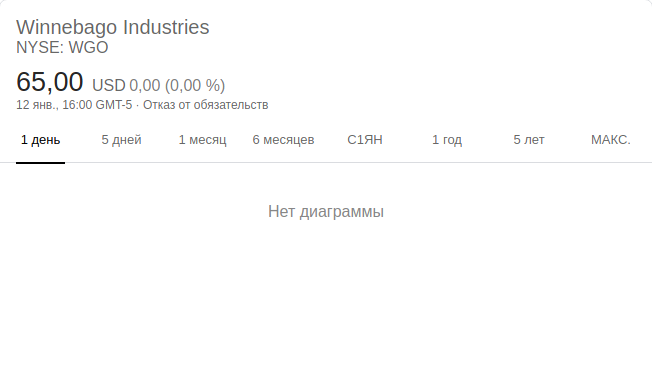 Winnebago Industries
NYSE: WGO
65,00 USD 0,00 (0,00 %)
12 янв., 16:00 GMT-5 · Отказ от обязательств
1 день 5 дней 1 месяц 6 месяцев С1ЯН 1 год 5 лет МАКС.
Нет диаграммы